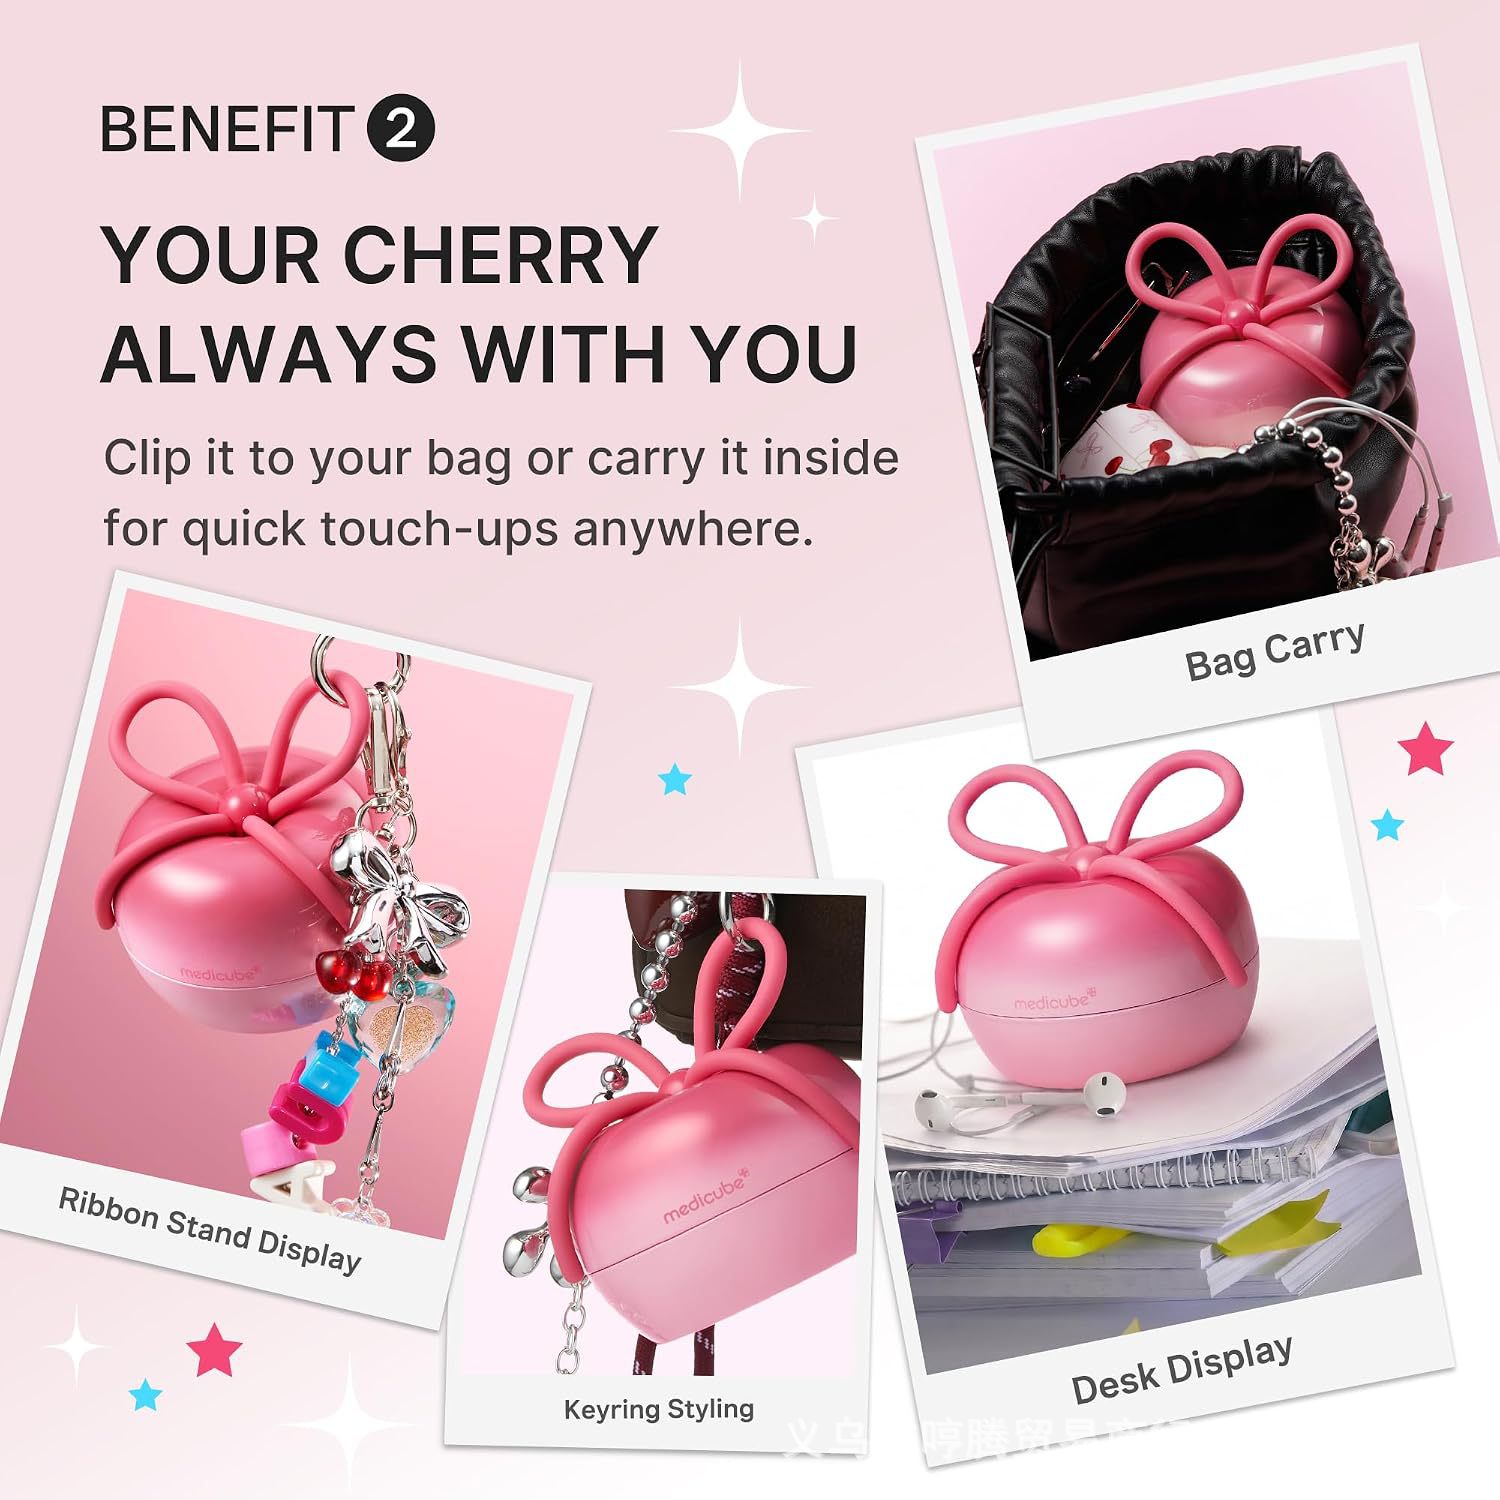 BENEFIT 2
YOUR CHERRY
ALWAYS WITH YOU
Clip it to your bag or carry it inside
for quick touch-ups anywhere.
Bag Carry
medicube
Ribbon Stand Display
medicube
Keyring Styling
medicube
Desk Display